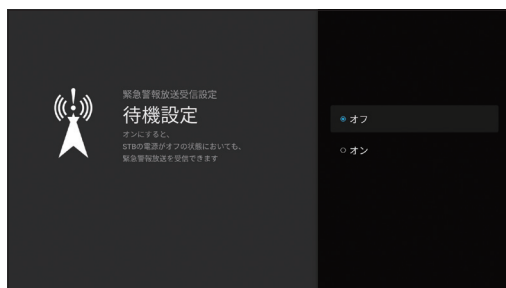 緊急警報放送受信設定
待機設定
オンにすると、
STBの電源がオフの状態においても、
緊急警報放送を受信できます
オフ
オン